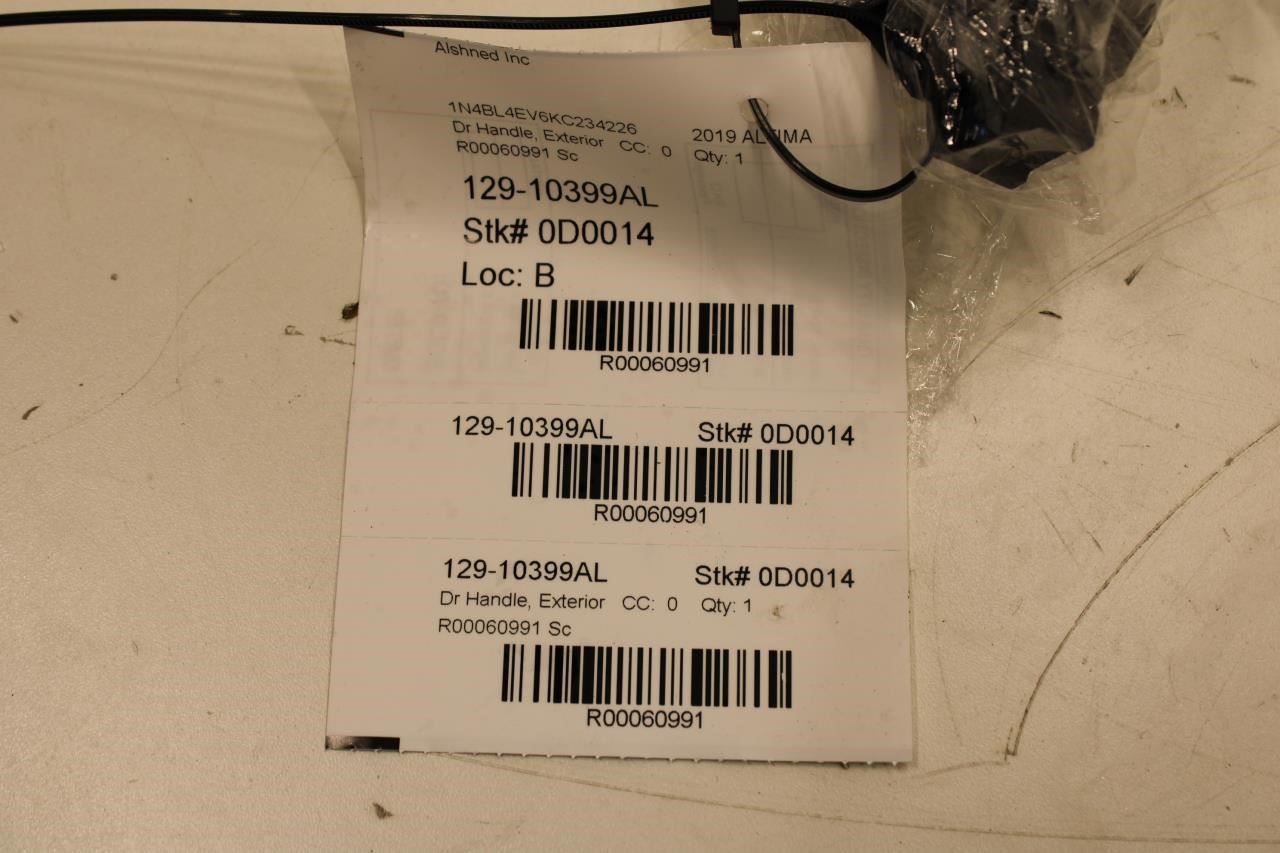 Alshned Inc
1N4BL4EV6KC234226
Dr Handle, Exterior CC: 0 2019 ALTIMA
R00060991 Sc Qty: 1
129-10399AL
Stk# 0D0014
Loc: B
R00060991
129-10399AL Stk# 0D0014
R00060991
129-10399AL Stk# 0D0014
Dr Handle, Exterior CC: 0 Qty: 1
R00060991 Sc
R00060991